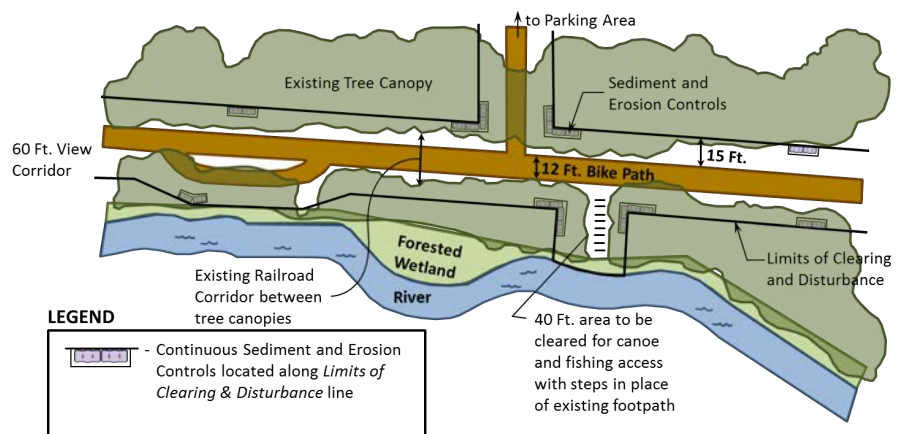 to Parking Area
Existing Tree Canopy
Sediment and
Erosion Controls
60 Ft. View
Corridor
15 Ft.
12 Ft. Bike Path
Forested
Wetland
River
Limits of Clearing
and Disturbance
Existing Railroad
Corridor between
tree canopies
40 Ft. area to be
cleared for canoe
and fishing access
with steps in place
of existing footpath
LEGEND
- Continuous Sediment and Erosion
Controls located along Limits of
Clearing & Disturbance line